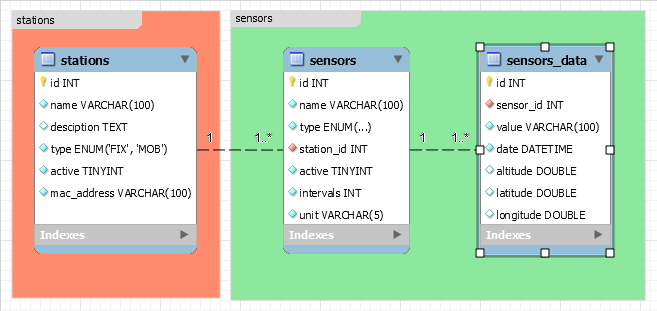 stations
sensors
stations
id INT
name VARCHAR(100)
desciption TEXT
type ENUM('FIX', 'MOB')
active TINYINT
mac_address VARCHAR(100)
Indexes
1
1..*
sensors
id INT
name VARCHAR(100)
type ENUM(...)
station_id INT
active TINYINT
intervals INT
unit VARCHAR(5)
Indexes
1
1..*
sensors_data
id INT
sensor_id INT
value VARCHAR(100)
date DATETIME
altitude DOUBLE
latitude DOUBLE
longitude DOUBLE
Indexes